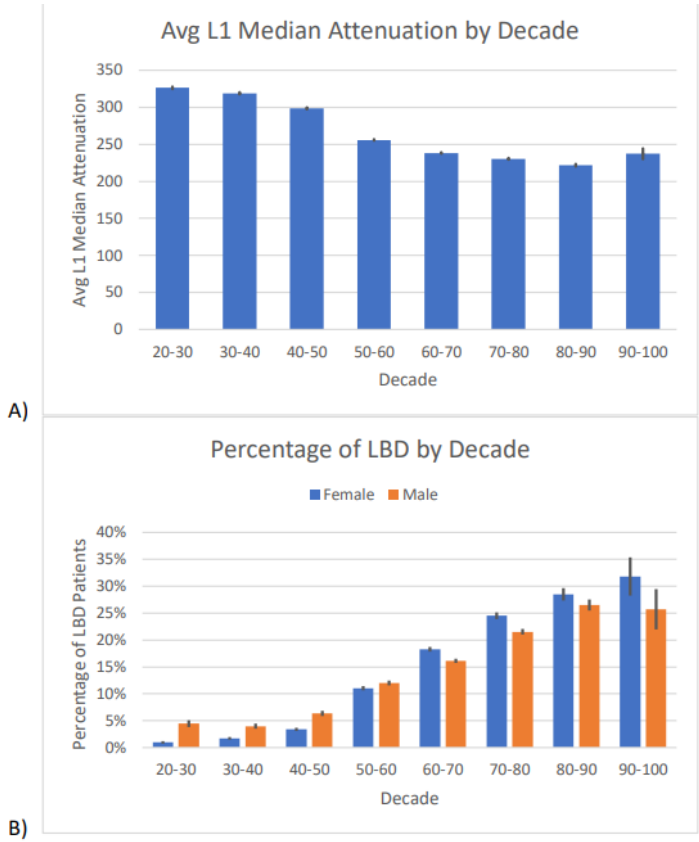 Avg L1 Median Attenuation by Decade
Avg L1 Median Attenuation
350
300
250
200
150
100
50
0
20-30 30-40 40-50 50-60 60-70 70-80 80-90 90-100
Decade
A)
Percentage of LBD by Decade
Female Male
Percentage of LBD Patients
40%
35%
30%
25%
20%
15%
10%
5%
0%
20-30 30-40 40-50 50-60 60-70 70-80 80-90 90-100
Decade
B)